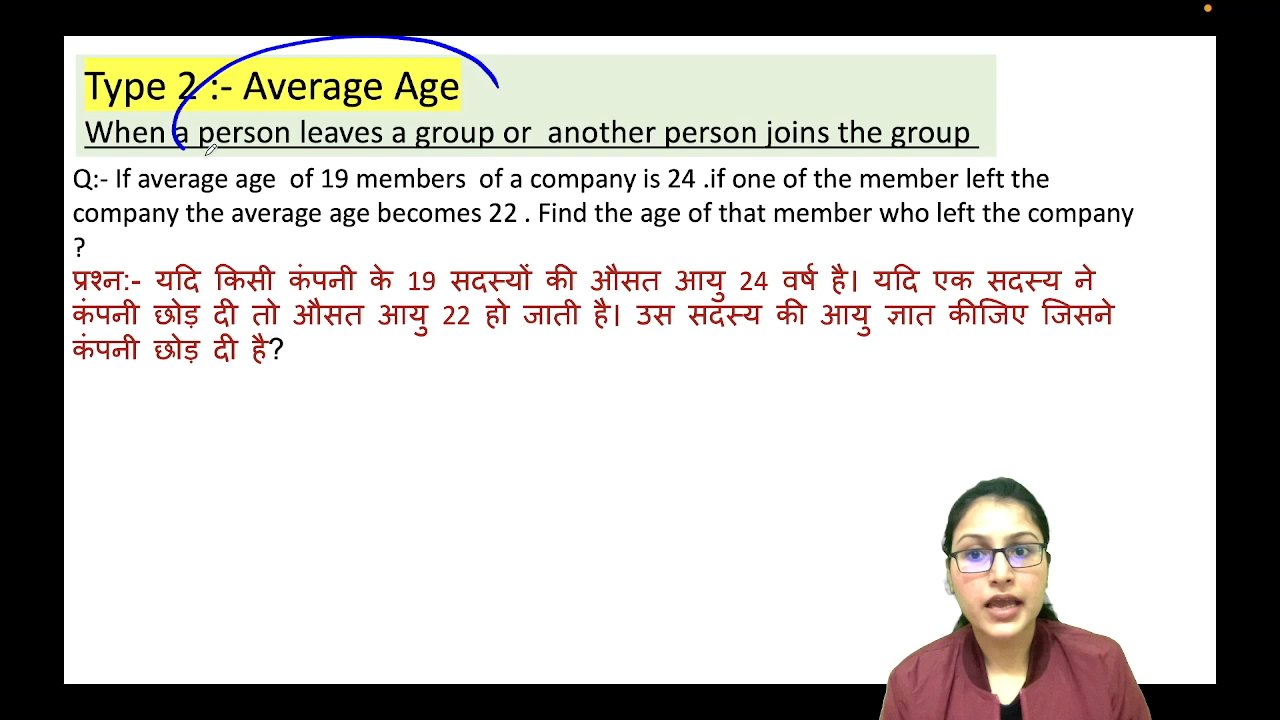 Type 2 :- Average Age
When a person leaves a group or another person joins the group
Q:- If average age of 19 members of a company is 24 .if one of the member left the
company the average age becomes 22 . Find the age of that member who left the company
?
प्रश्न:- यदि किसी कंपनी के 19 सदस्यों की औसत आयु 24 वर्ष है। यदि एक सदस्य ने
कंपनी छोड़ दी तो औसत आयु 22 हो जाती है। उस सदस्य की आयु ज्ञात कीजिए जिसने
कंपनी छोड़ दी है?